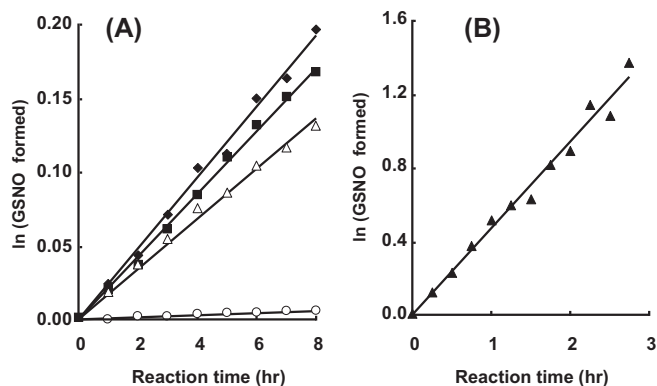 (A)
ln (GSNO formed)
0.20
0.15
0.10
0.05
0.00
0 2 4 6 8
Reaction time (hr)
(B)
ln (GSNO formed)
1.6
1.2
0.8
0.4
0.0
0 1 2 3
Reaction time (hr)